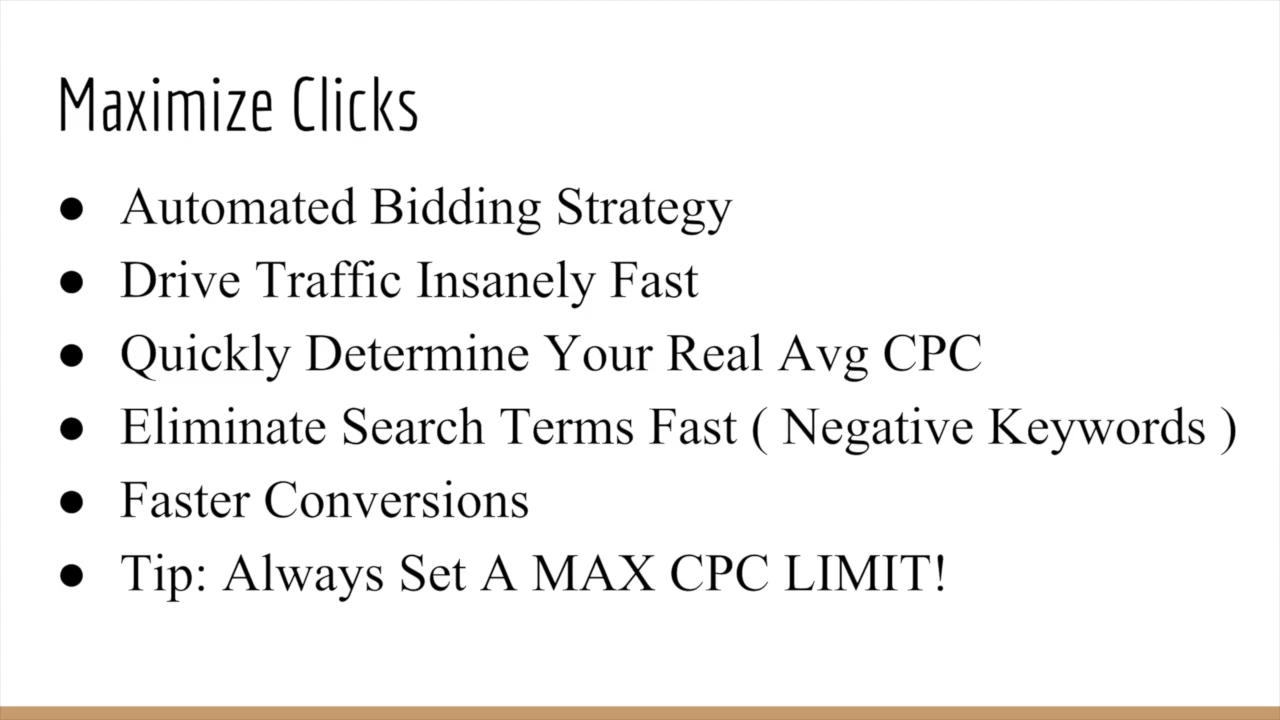 Maximize Clicks
● Automated Bidding Strategy
● Drive Traffic Insanely Fast
● Quickly Determine Your Real Avg CPC
● Eliminate Search Terms Fast ( Negative Keywords )
● Faster Conversions
● Tip: Always Set A MAX CPC LIMIT!